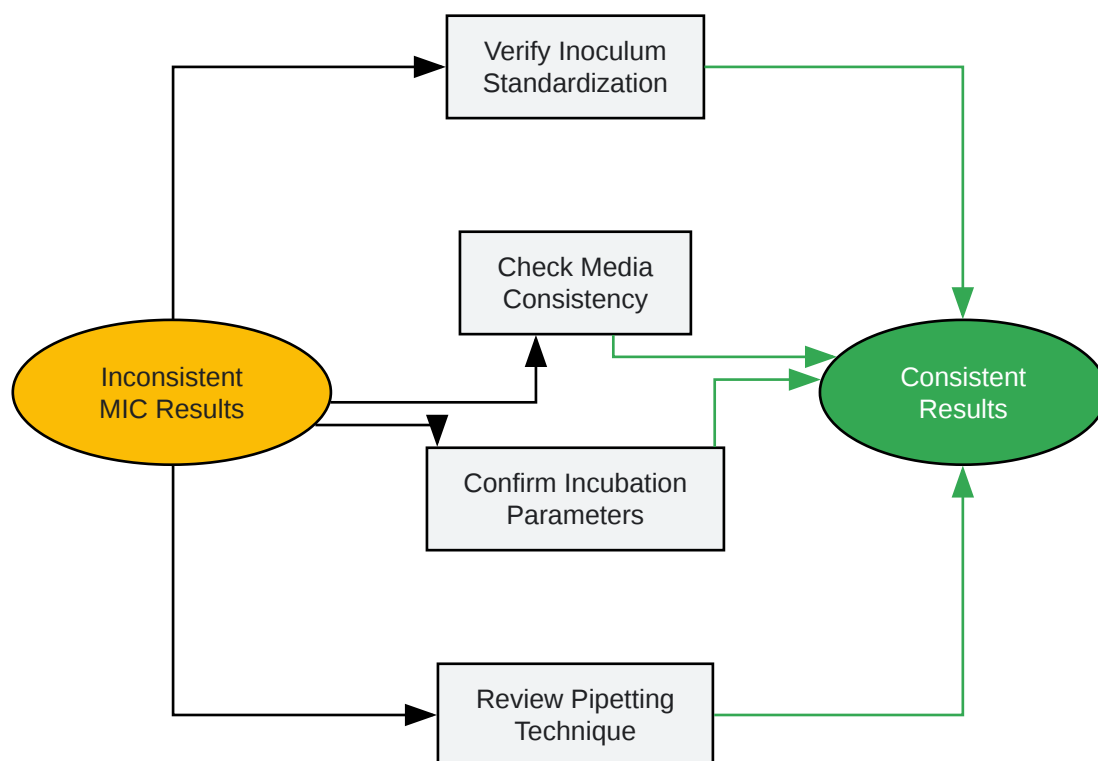 Verify Inoculum
Standardization
Check Media
Consistency
Inconsistent
MIC Results
Consistent
Results
Confirm Incubation
Parameters
Review Pipetting
Technique